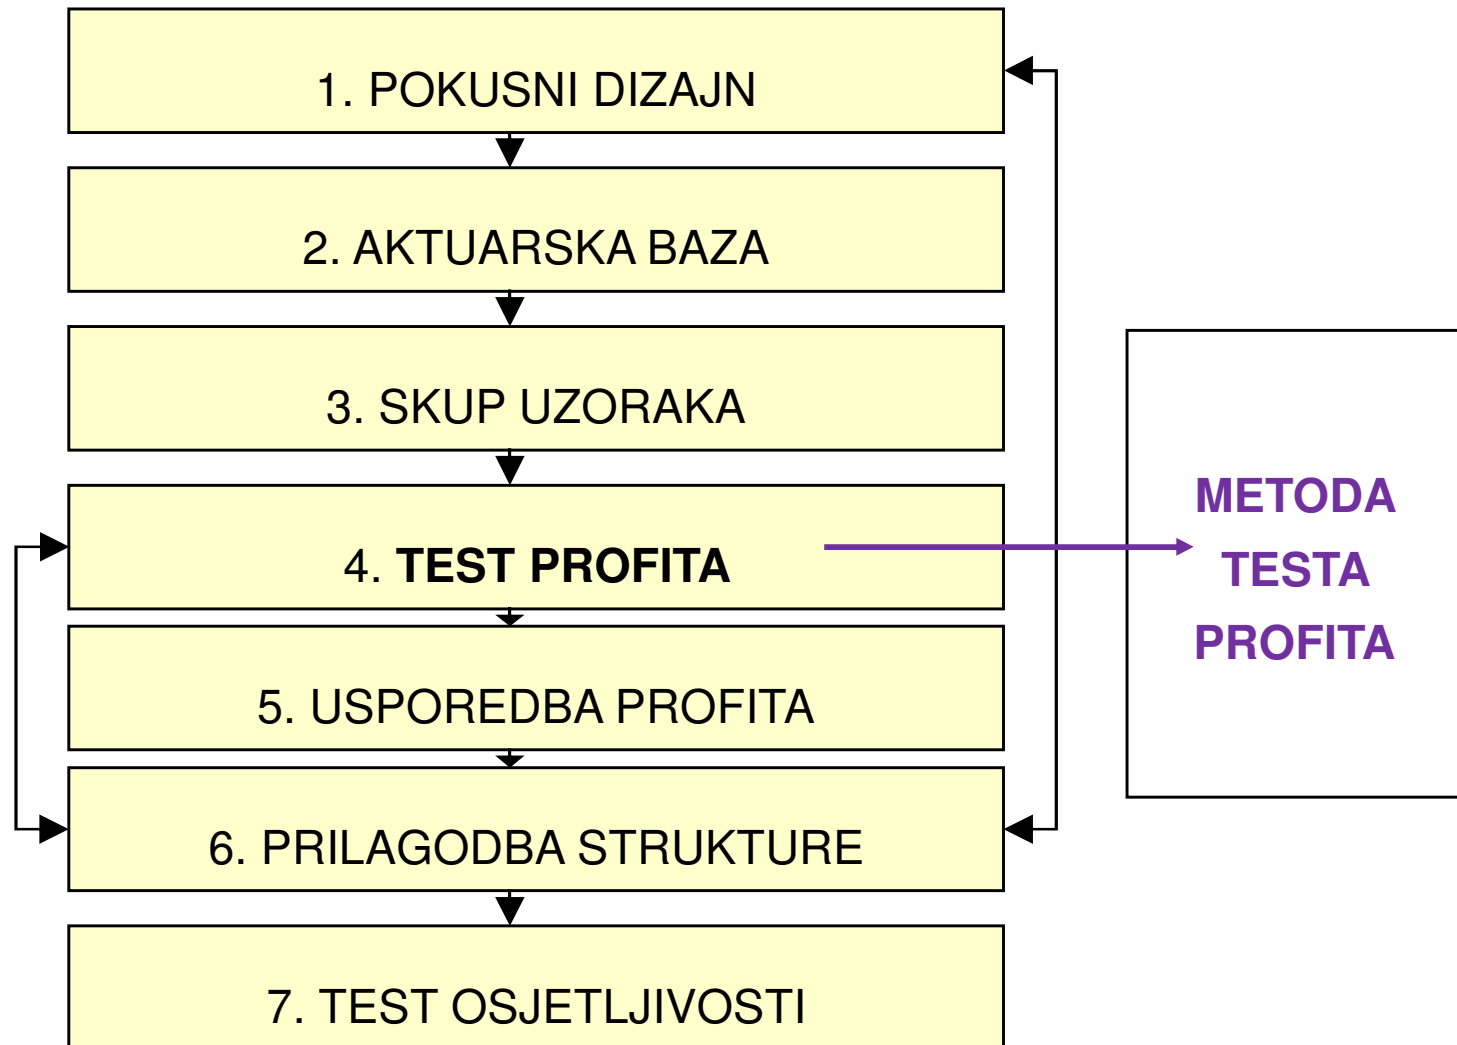 1. POKUSNI DIZAJN
2. AKTUARSKA BAZA
3. SKUP UZORAKA
4. TEST PROFITA
5. USPOREDBA PROFITA
6. PRILAGODBA STRUKTURE
7. TEST OSJETLJIVOSTI
METODA
TESTA
PROFITA